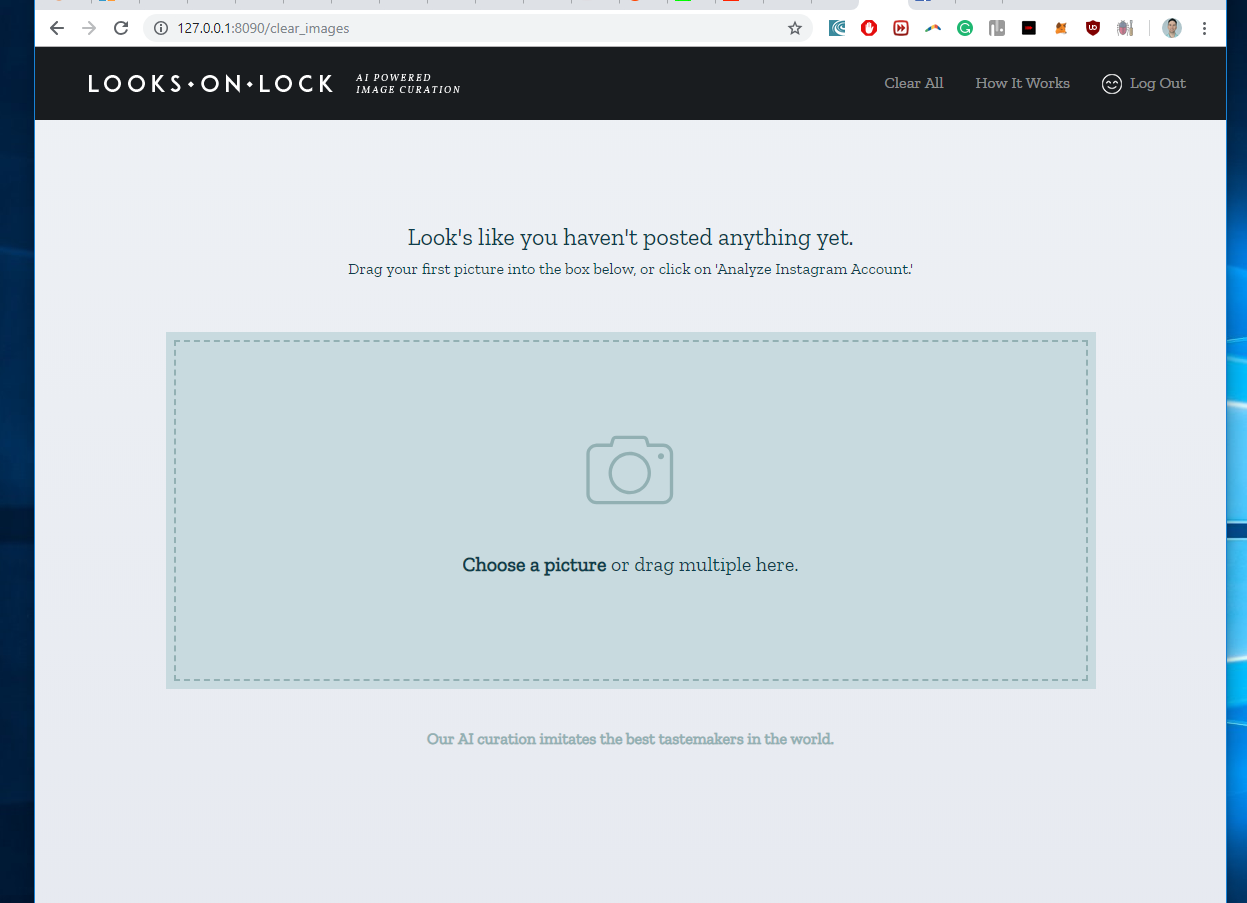 127.0.0.1:8090/clear_images
LOOKS•ON•LOCK
AI POWERED
IMAGE CURATION
Clear All
How It Works
Log Out
Look's like you haven't posted anything yet.
Drag your first picture into the box below, or click on 'Analyze Instagram Account.'
Choose a picture or drag multiple here.
Our AI curation imitates the best tastemakers in the world.